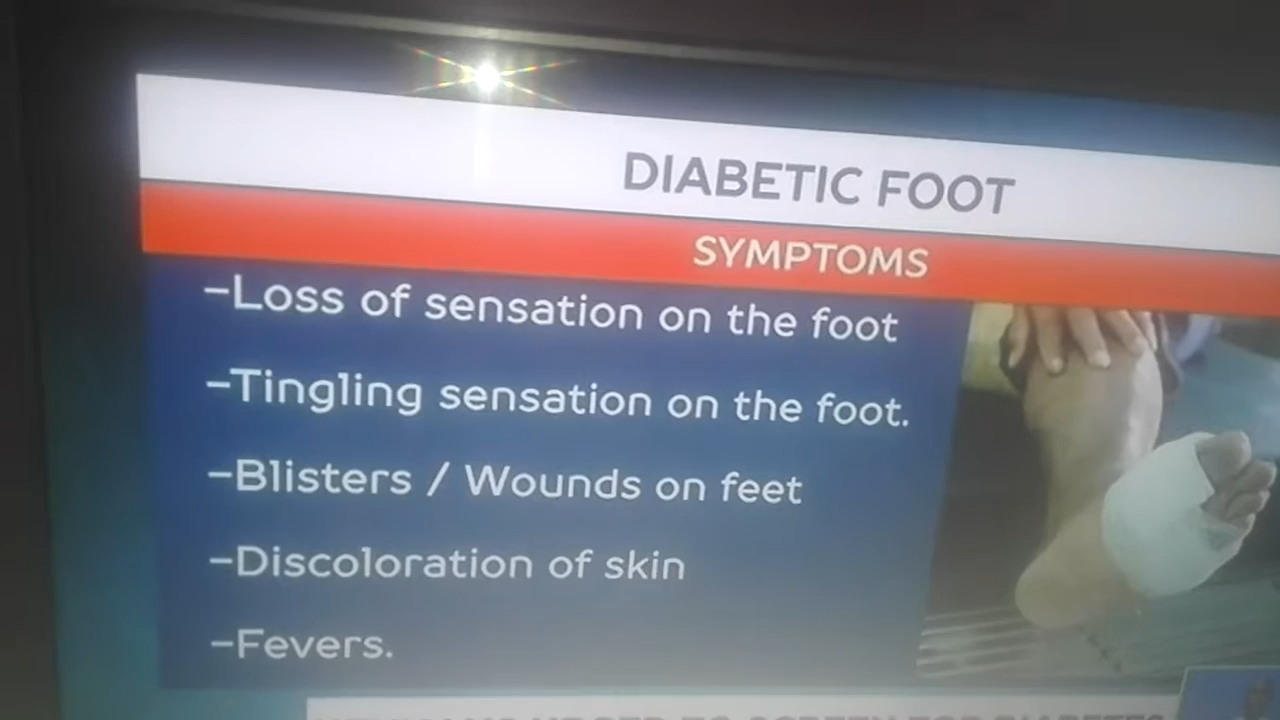 DIABETIC FOOT
SYMPTOMS
-Loss of sensation on the foot
-Tingling sensation on the foot.
-Blisters / Wounds on feet
-Discoloration of skin
-Fevers.